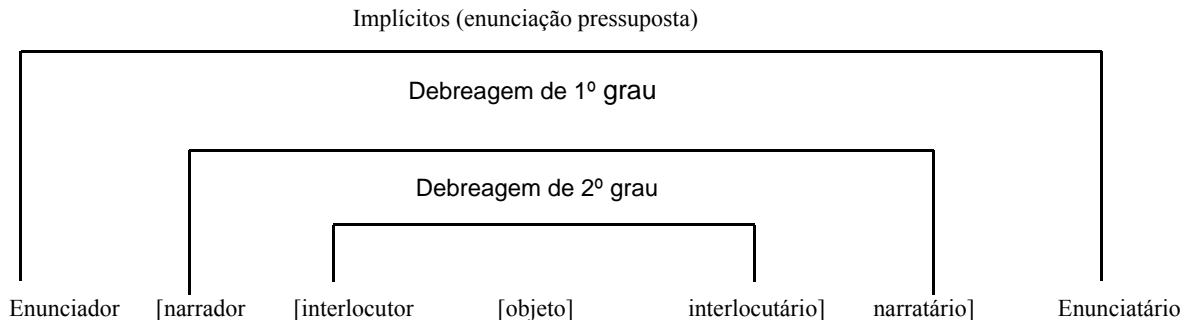 Implícitos (enunciação pressuposta)
Debreagem de 1º grau
Debreagem de 2º grau
Enunciador [narrador [interlocutor [objeto] interlocutário] narratário] Enunciatário